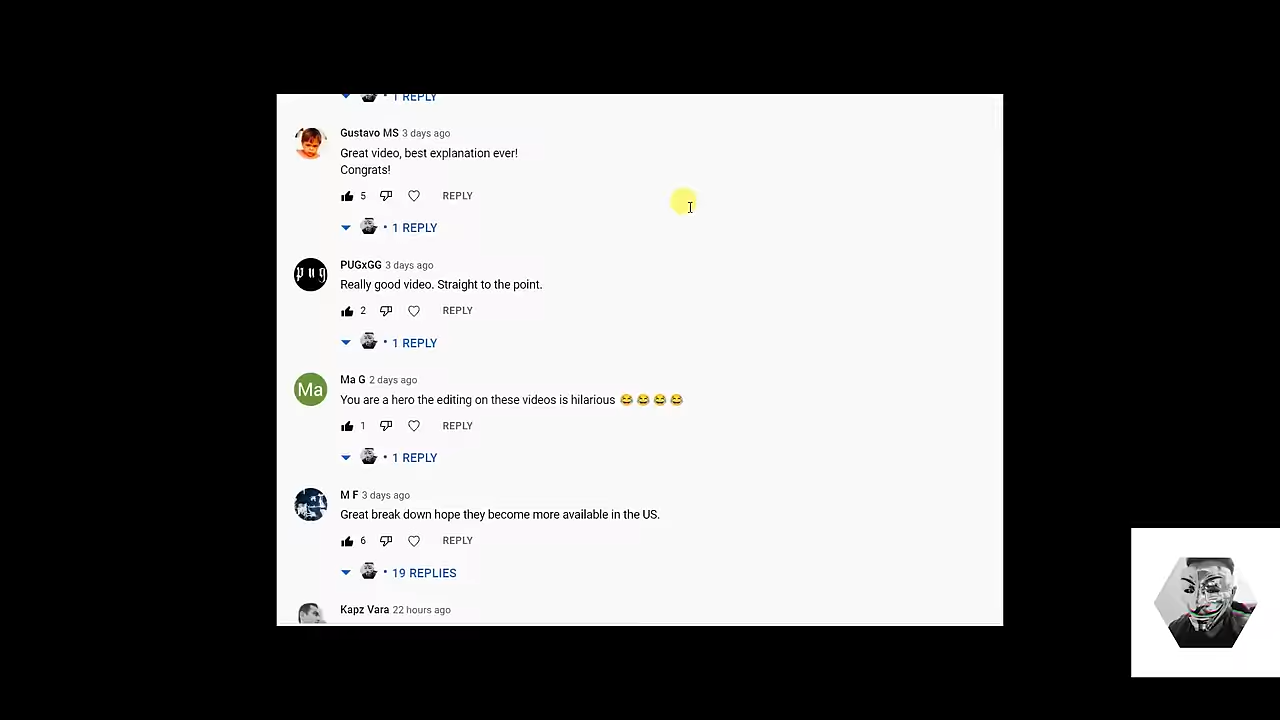 • 1 REPLY
Gustavo MS 3 days ago
Great video, best explanation ever!
Congrats!
5 REPLY
• 1 REPLY
pug
PUGxGG 3 days ago
Really good video. Straight to the point.
2 REPLY
• 1 REPLY
Ma
Ma G 2 days ago
You are a hero the editing on these videos is hilarious 😂 😂 😂 😂
1 REPLY
• 1 REPLY
M F 3 days ago
Great break down hope they become more available in the US.
6 REPLY
• 19 REPLIES
Kapz Vara 22 hours ago